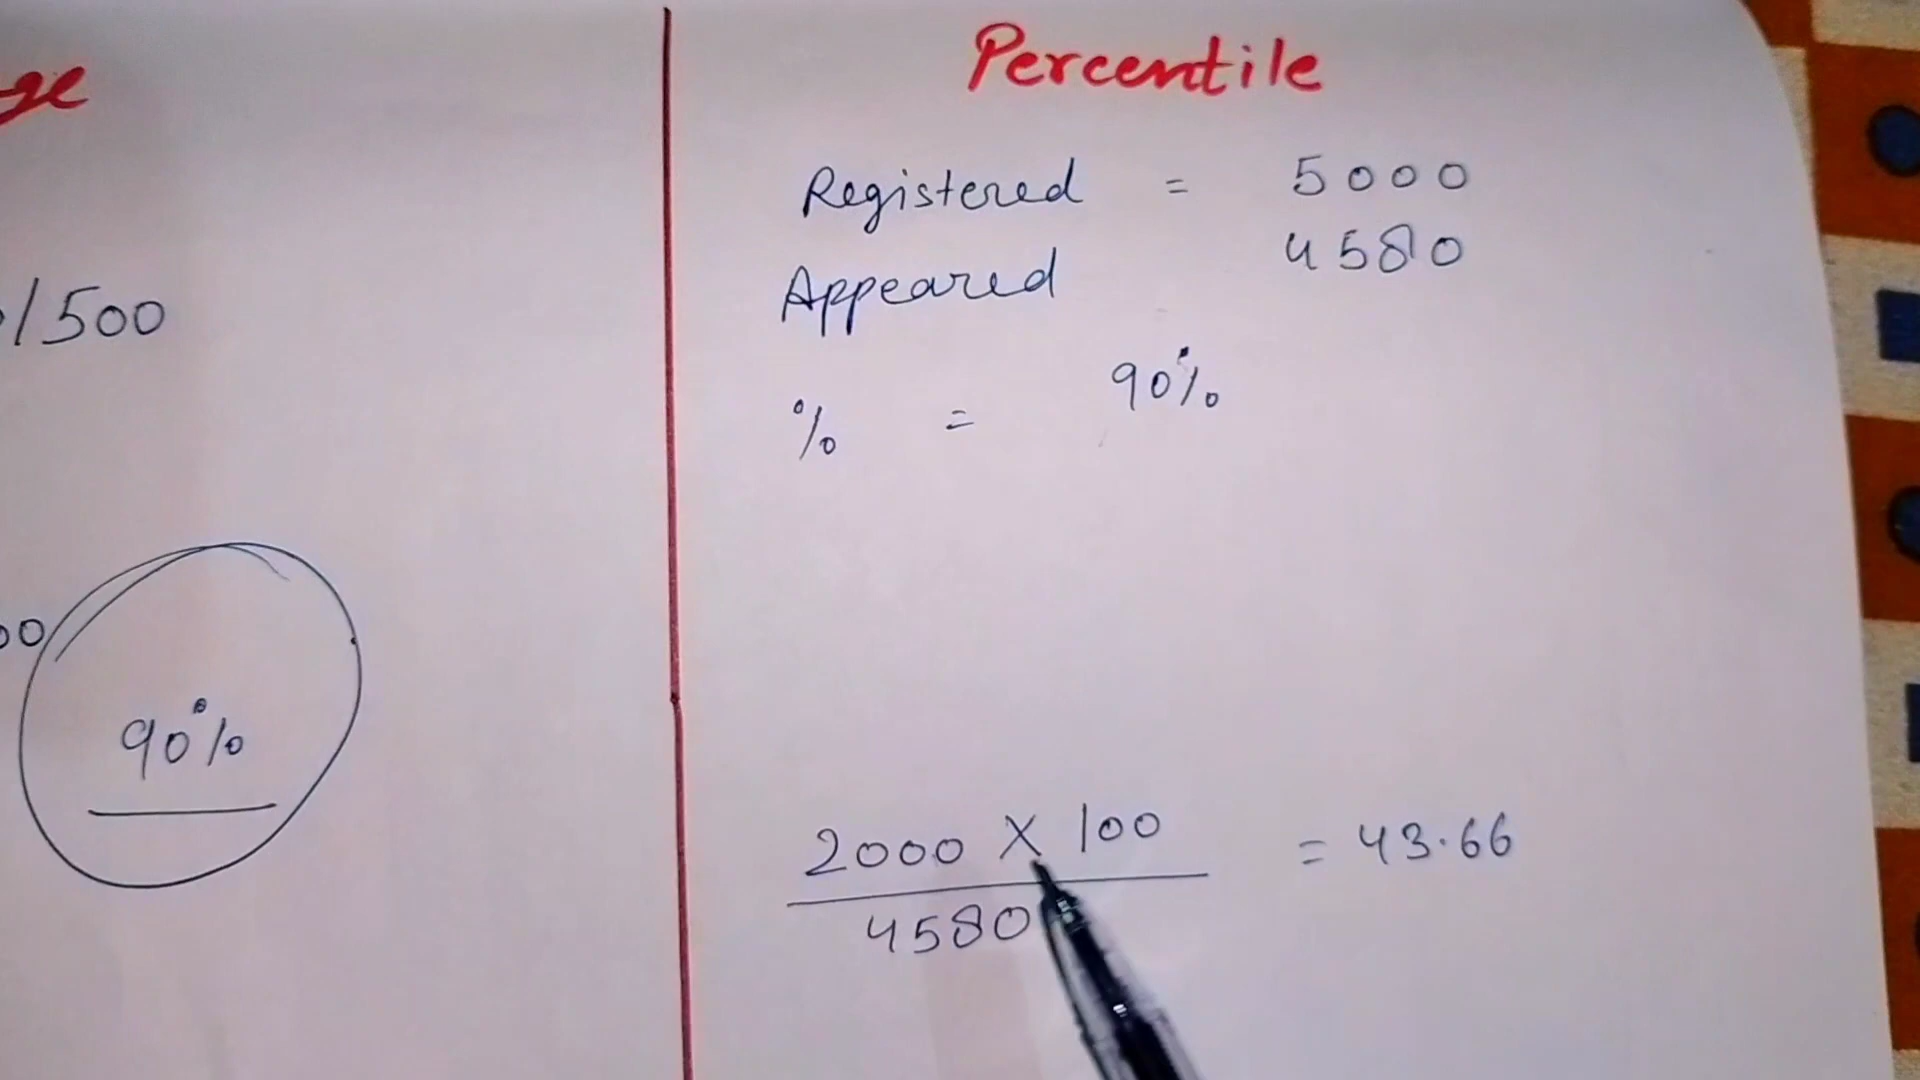 Percentile
/500
90%
Registered = 5000
Appeared 4580
% = 90%
2000 X 100 = 43.66
4580